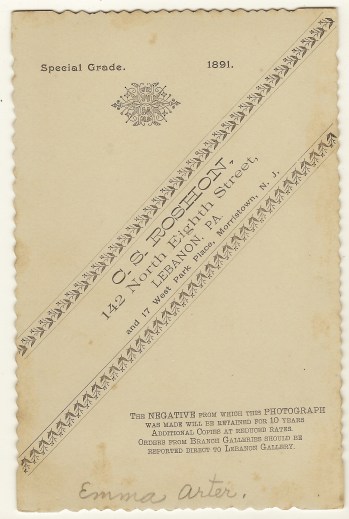 Special Grade. 1891.
C. S. ROSHON,
142 North Eighth Street,
LEBANON, PA.
and 17 West Park Place, Morristown, N. J.
THE NEGATIVE FROM WHICH THIS PHOTOGRAPH
WAS MADE WILL BE RETAINED FOR 10 YEARS
ADDITIONAL COPIES AT REDUCED RATES.
ORDERS FROM BRANCH GALLERIES SHOULD BE
REPORTED DIRECT TO LEBANON GALLERY.
Emma Arter.